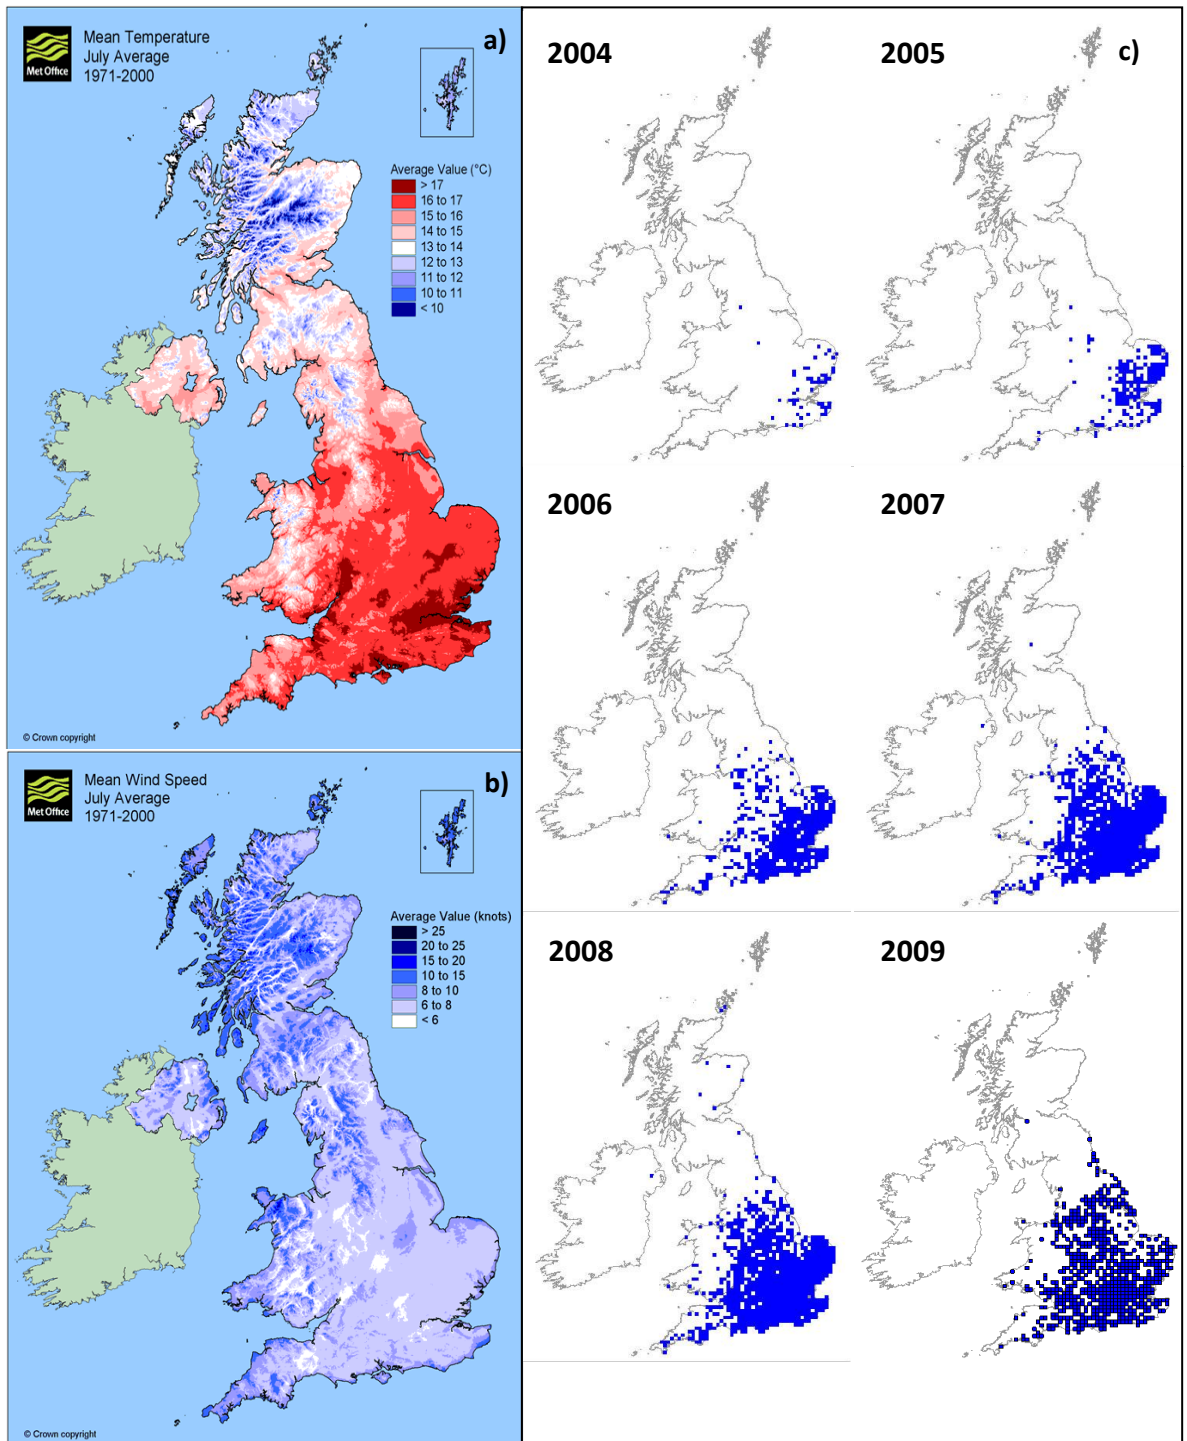 Met Office
Mean Temperature
July Average
1971-2000
a)
Average Value (°C)
> 17
16 to 17
15 to 16
14 to 15
13 to 14
12 to 13
11 to 12
10 to 11
< 10
© Crown copyright
Met Office
Mean Wind Speed
July Average
1971-2000
b)
Average Value (knots)
> 25
20 to 25
15 to 20
10 to 15
8 to 10
6 to 8
< 6
© Crown copyright
2004
2005
c)
2006
2007
2008
2009